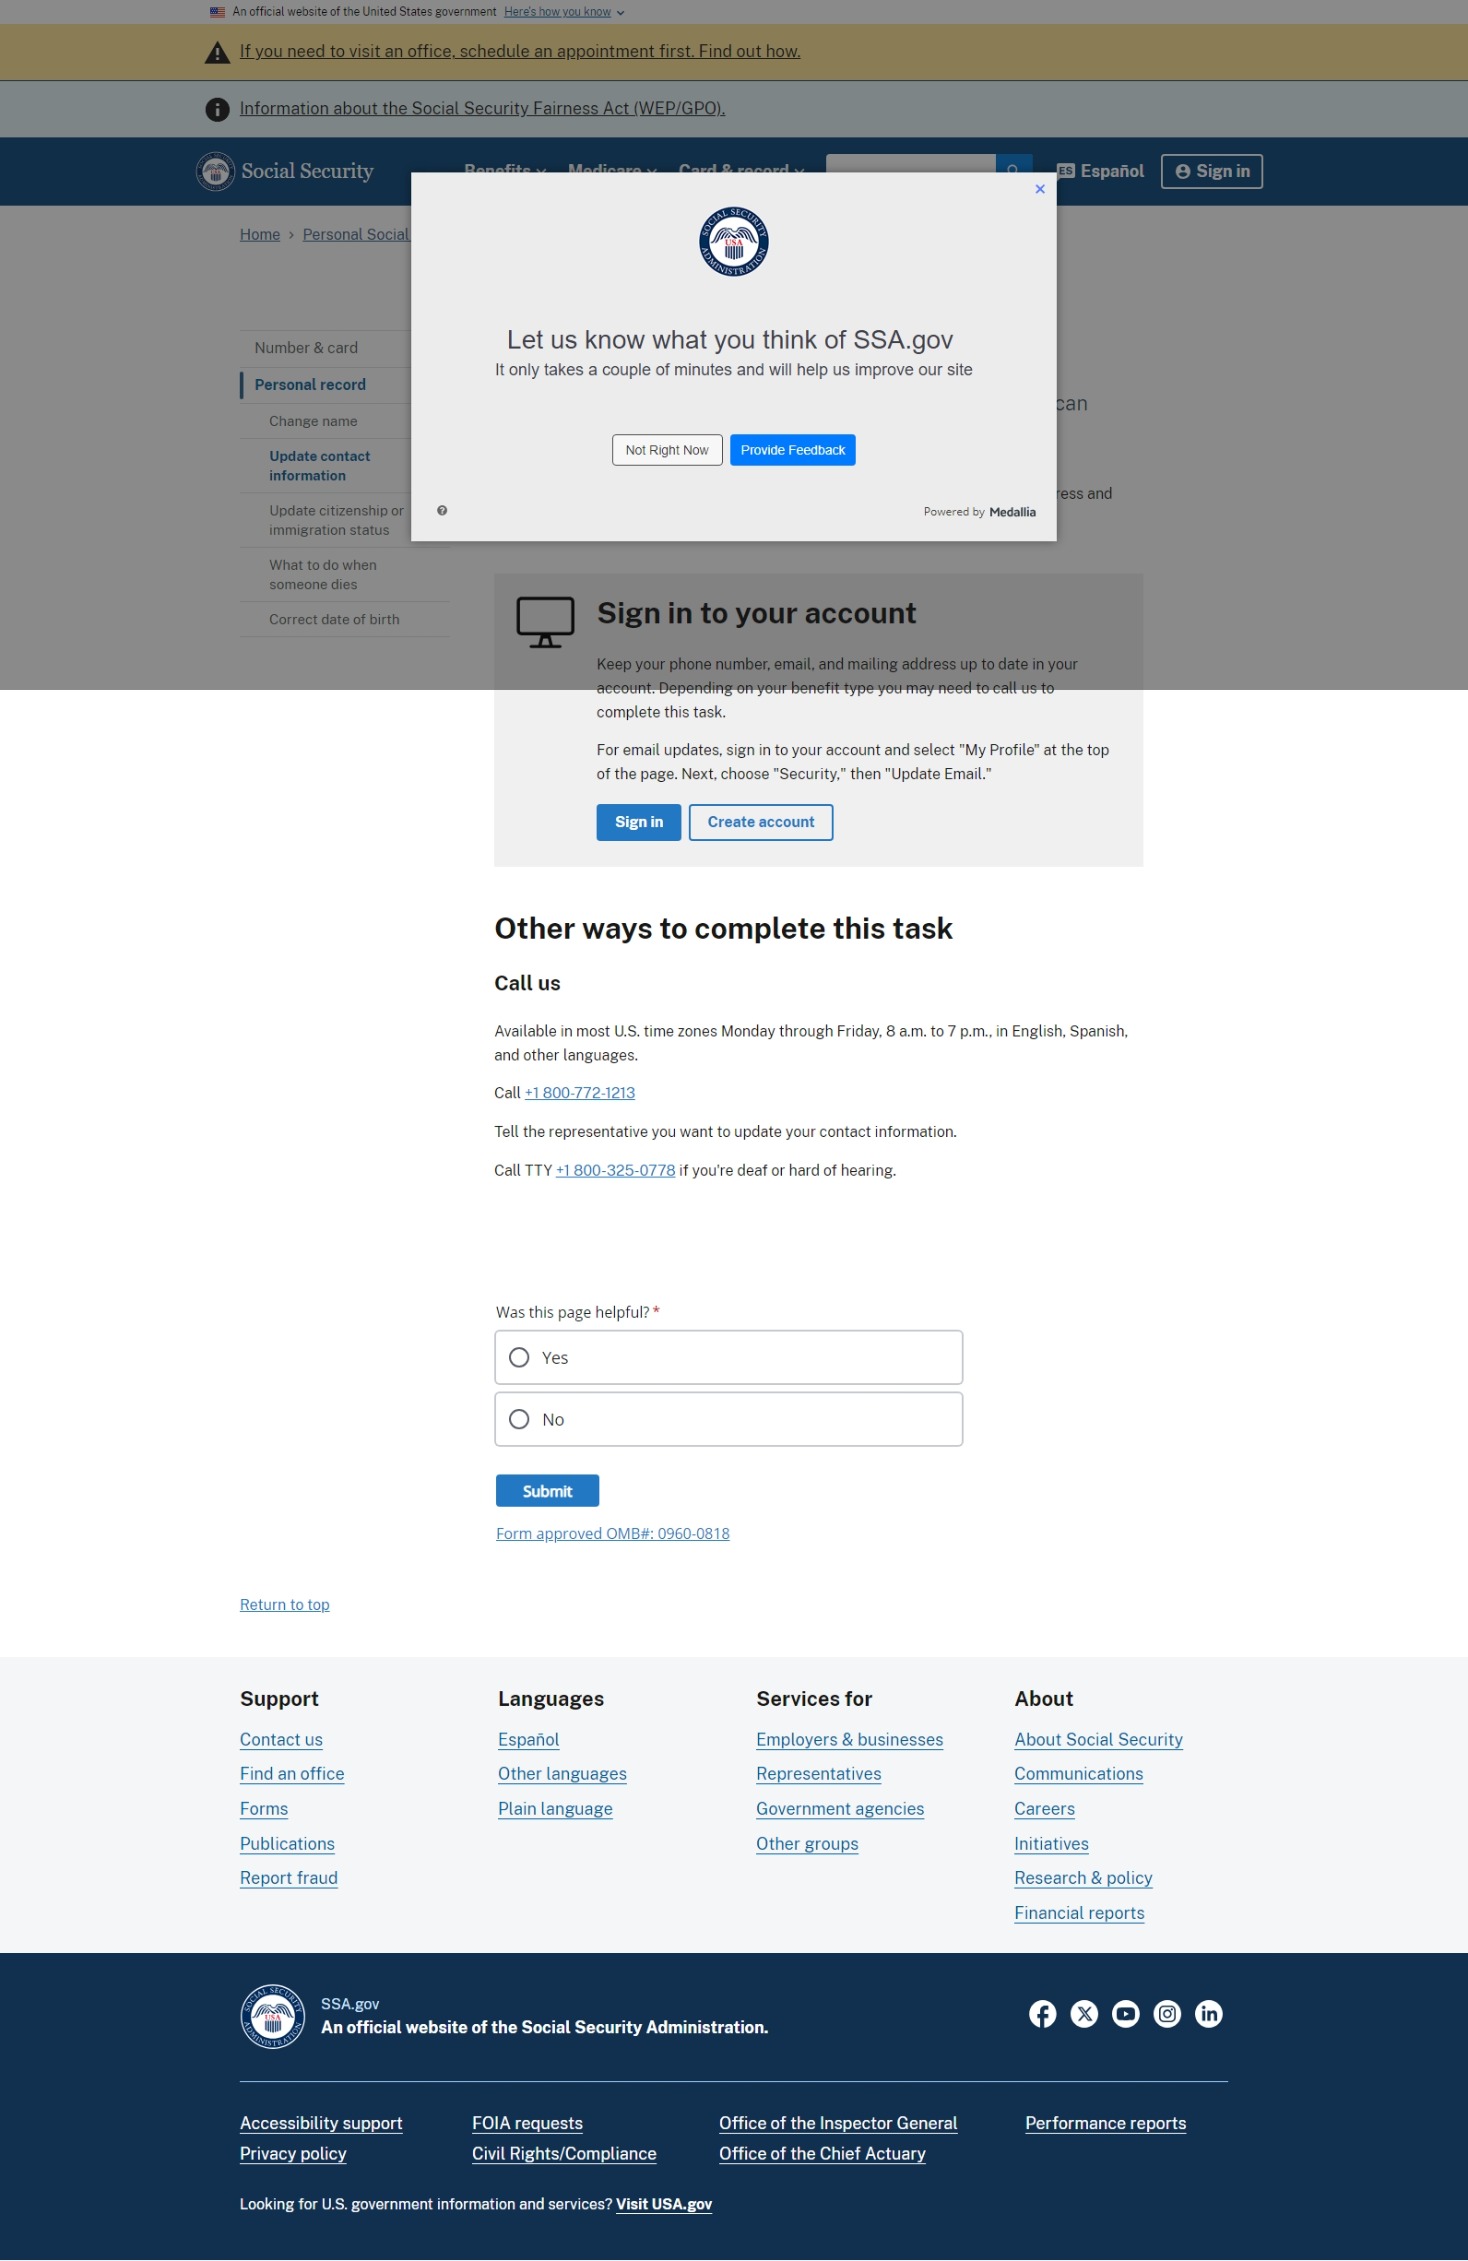 An official website of the United States government Here's how you know
If you need to visit an office, schedule an appointment first. Find out how.
Information about the Social Security Fairness Act (WEP/GPO).
Social Security
Benefits Medicare Card & record
ES Español
Sign in
Home > Personal Social
Number & card
Personal record
Change name
Update contact
information
Update citizenship or
immigration status
What to do when
someone dies
Correct date of birth
×
SOCIAL SECURITY ADMINISTRATION
USA
Let us know what you think of SSA.gov
It only takes a couple of minutes and will help us improve our site
Not Right Now
Provide Feedback
Powered by Medallia
can
ress and
Sign in to your account
Keep your phone number, email, and mailing address up to date in your
account. Depending on your benefit type you may need to call us to
complete this task.
For email updates, sign in to your account and select "My Profile" at the top
of the page. Next, choose "Security," then "Update Email."
Sign in
Create account
Other ways to complete this task
Call us
Available in most U.S. time zones Monday through Friday, 8 a.m. to 7 p.m., in English, Spanish,
and other languages.
Call +1 800-772-1213
Tell the representative you want to update your contact information.
Call TTY +1 800-325-0778 if you're deaf or hard of hearing.
Was this page helpful? *
Yes
No
Submit
Form approved OMB#: 0960-0818
Return to top
Support
Contact us
Find an office
Forms
Publications
Report fraud
Languages
Español
Other languages
Plain language
Services for
Employers & businesses
Representatives
Government agencies
Other groups
About
About Social Security
Communications
Careers
Initiatives
Research & policy
Financial reports
SOCIAL SECURITY ADMINISTRATION
USA
SSA.gov
An official website of the Social Security Administration.
Accessibility support
FOIA requests
Office of the Inspector General
Performance reports
Privacy policy
Civil Rights/Compliance
Office of the Chief Actuary
Looking for U.S. government information and services? Visit USA.gov